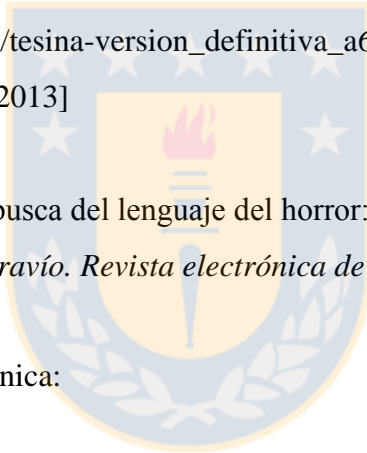 /tesina-version_definitiva_a6
2013]
busca del lenguaje del horror:
ravío. Revista electrónica de
nica: